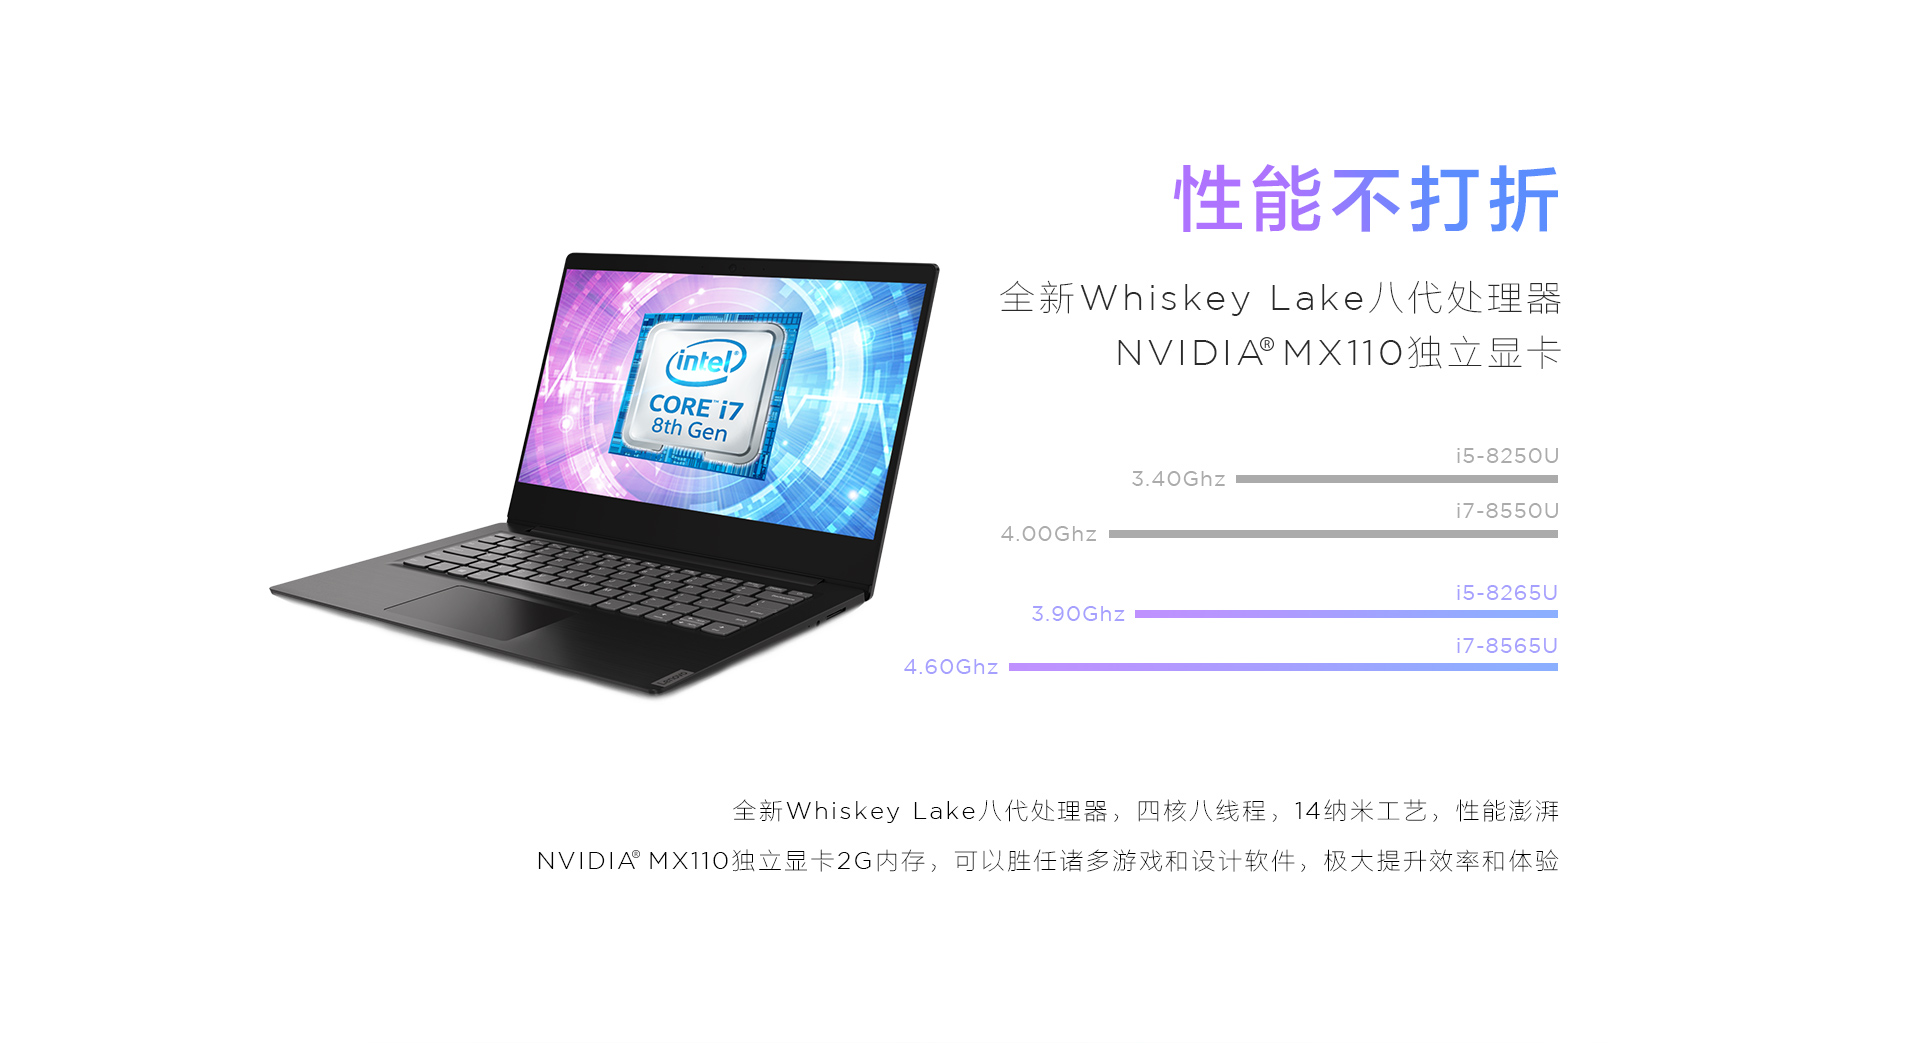 性能不打折
全新Whiskey Lake八代处理器
NVIDIA® MX110独立显卡
intel®
CORE™ i7
8th Gen
i5-8250U
3.40Ghz
i7-8550U
4.00Ghz
i5-8265U
3.90Ghz
i7-8565U
4.60Ghz
Lenovo
全新Whiskey Lake八代处理器，四核八线程，14纳米工艺，性能澎湃
NVIDIA® MX110独立显卡2G内存，可以胜任诸多游戏和设计软件，极大提升效率和体验